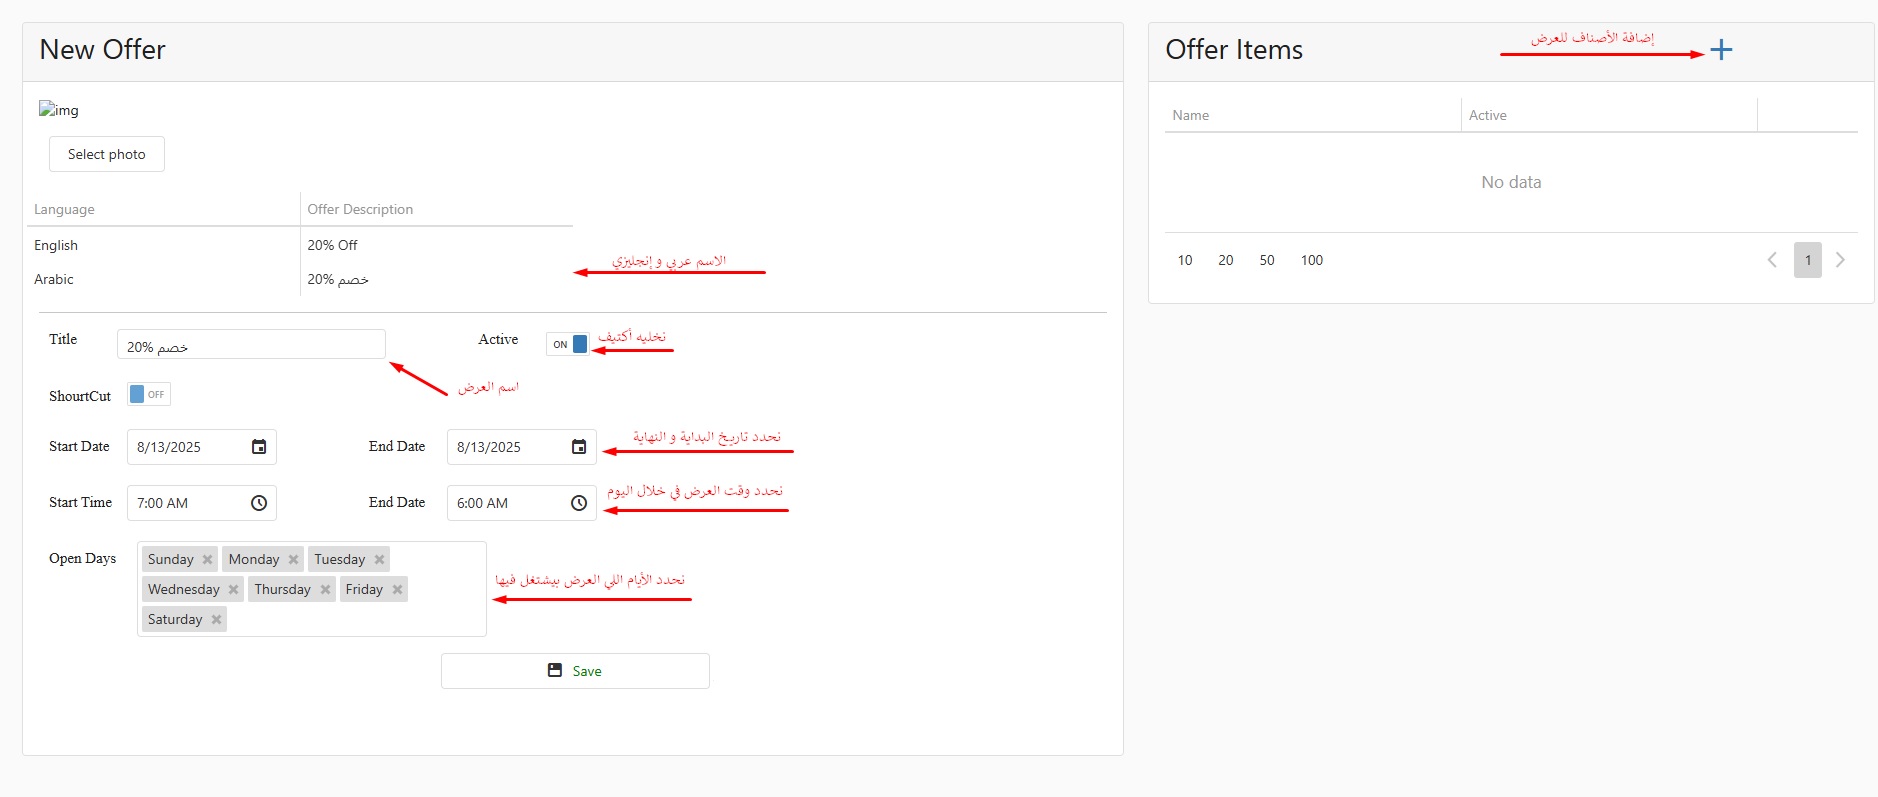 New Offer
img
Select photo
Language Offer Description
English 20% Off
Arabic خصم %20
الاسم عربي و إنجليزي
Title خصم %20
Active ON
نخليه أكتيف
اسم العرض
ShourtCut OFF
Start Date 8/13/2025 End Date 8/13/2025
نحدد تاريخ البداية و النهاية
Start Time 7:00 AM End Date 6:00 AM
نحدد وقت العرض في خلال اليوم
Open Days
Sunday Monday Tuesday
Wednesday Thursday Friday
Saturday
نحدد الأيام اللي العرض بيشتغل فيها
Save
Offer Items
إضافة الأصناف للعرض
Name Active
No data
10 20 50 100 1